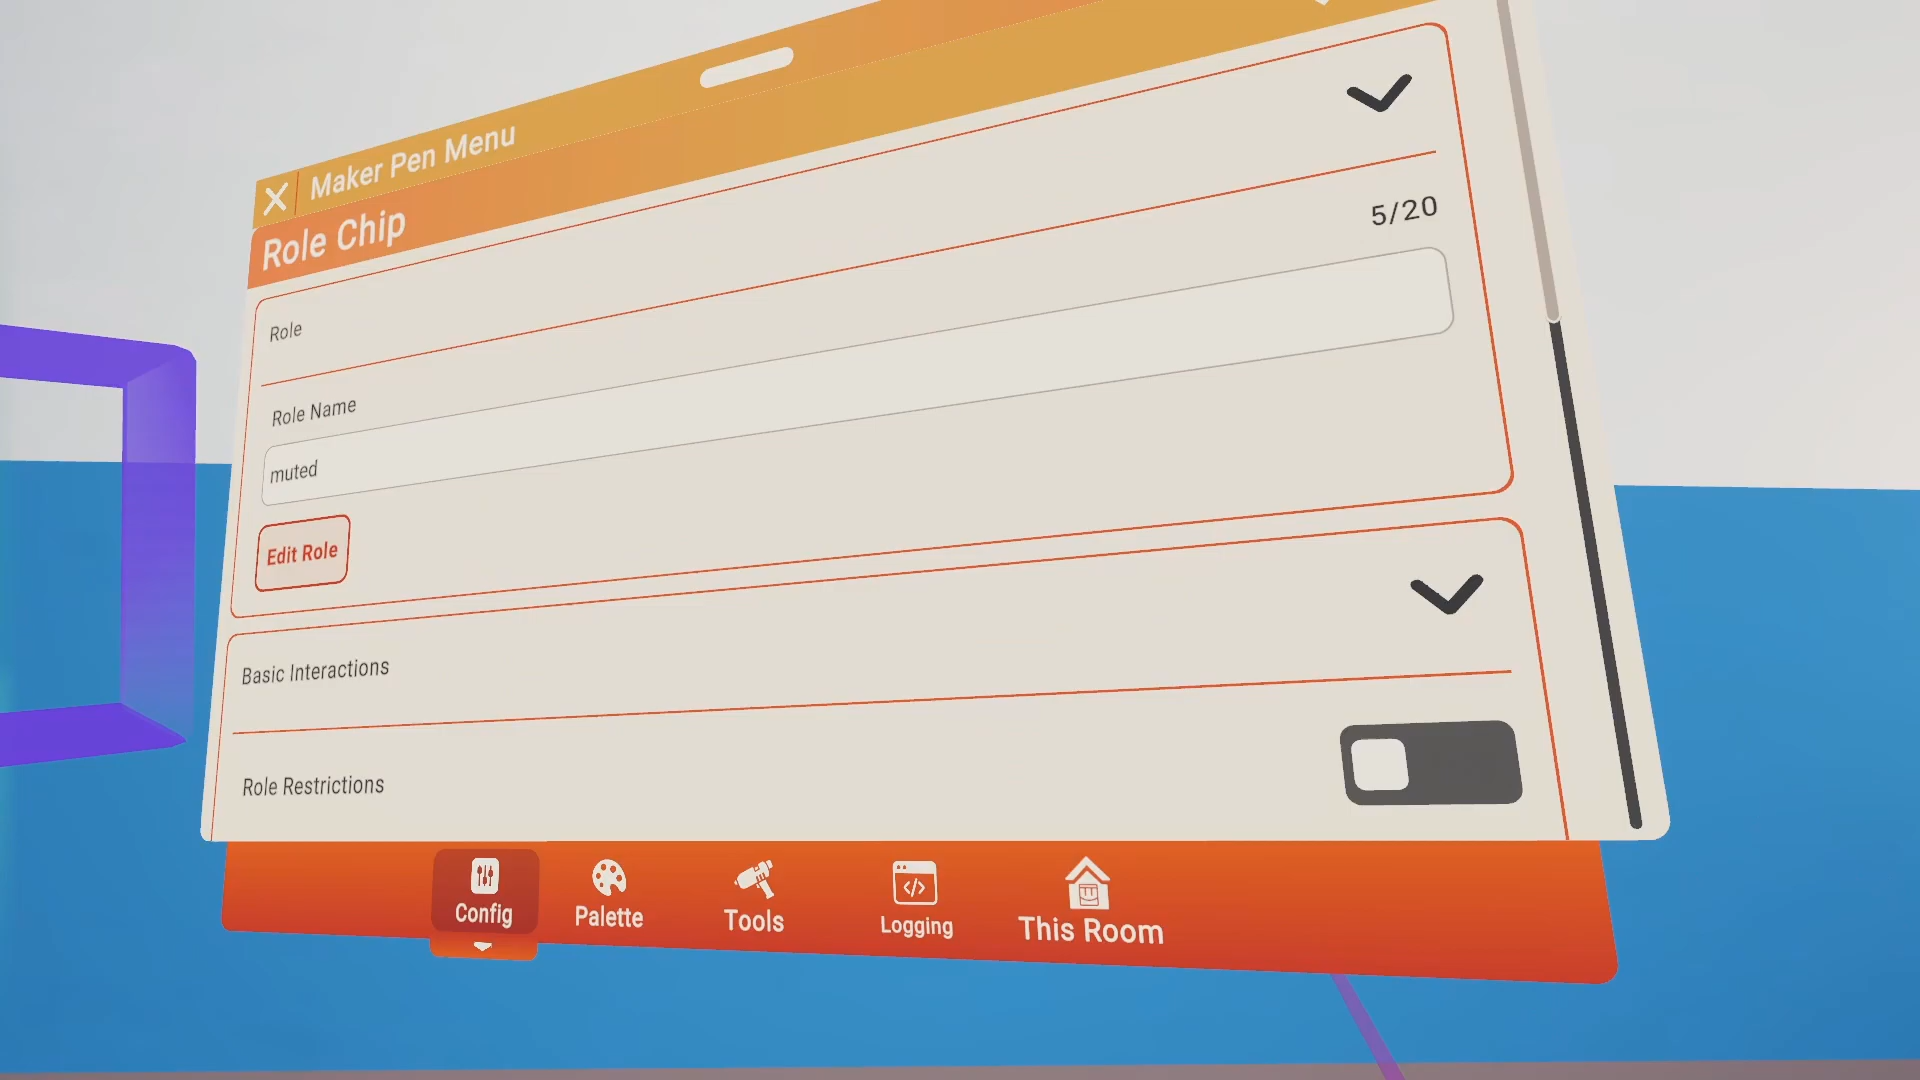 Maker Pen Menu
Role Chip
Role
5/20
Role Name
muted
Edit Role
Basic Interactions
Role Restrictions
Config
Palette
Tools
Logging
This Room